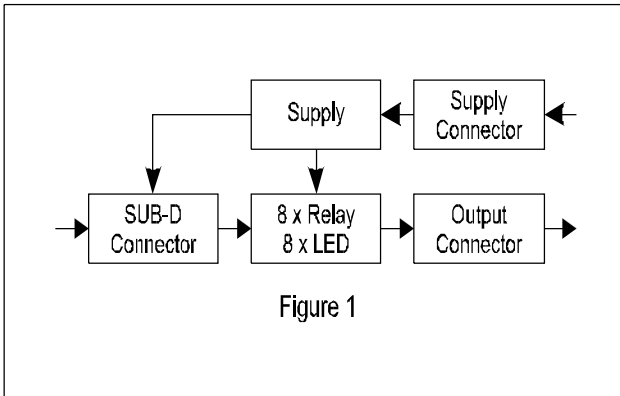 Supply
Supply
Connector
SUB-D
Connector
8 x Relay
8 x LED
Output
Connector
Figure 1